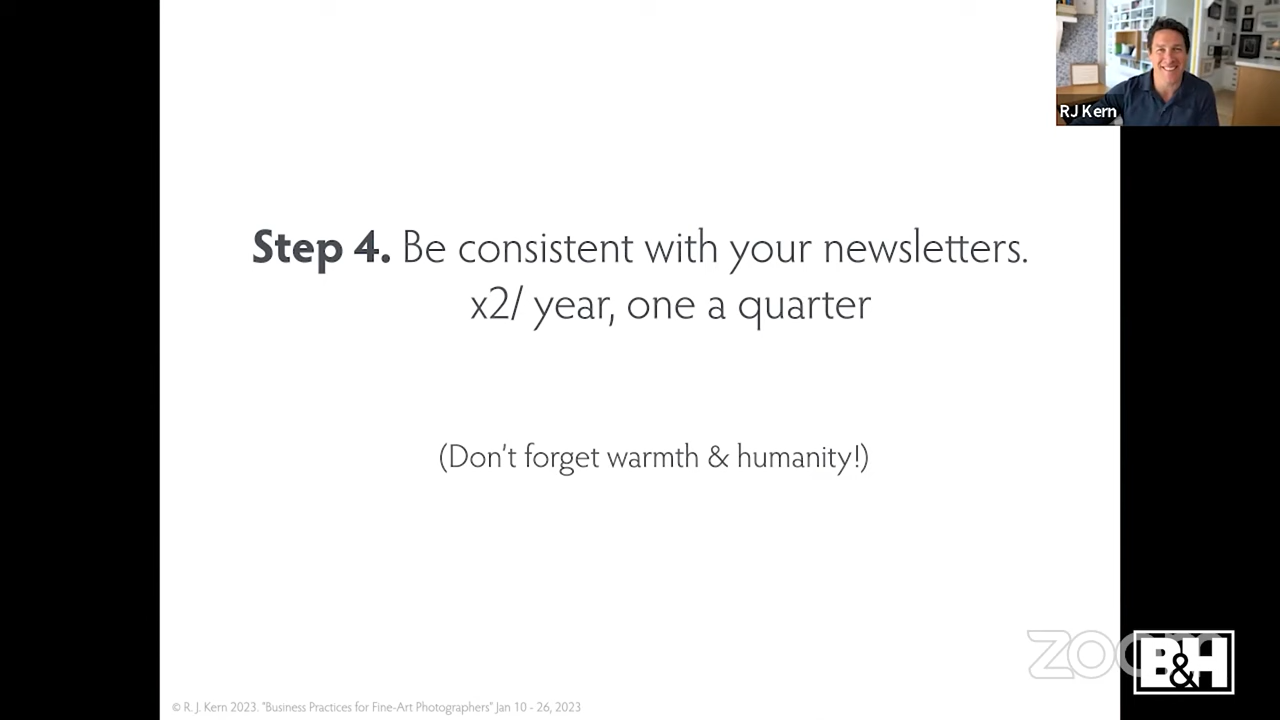 RJ Kern
Step 4. Be consistent with your newsletters.
x2/ year, one a quarter
(Don't forget warmth & humanity!)
zoom
B&H
© R. J. Kern 2023. "Business Practices for Fine-Art Photographers" Jan 10 - 26, 2023